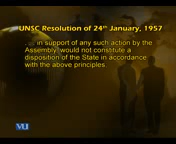 UNSC Resolution of 24th January, 1957
... in support of any such action by
the Assembly, would not constitute a
disposition of the State in accordance
with the above principles.
VU